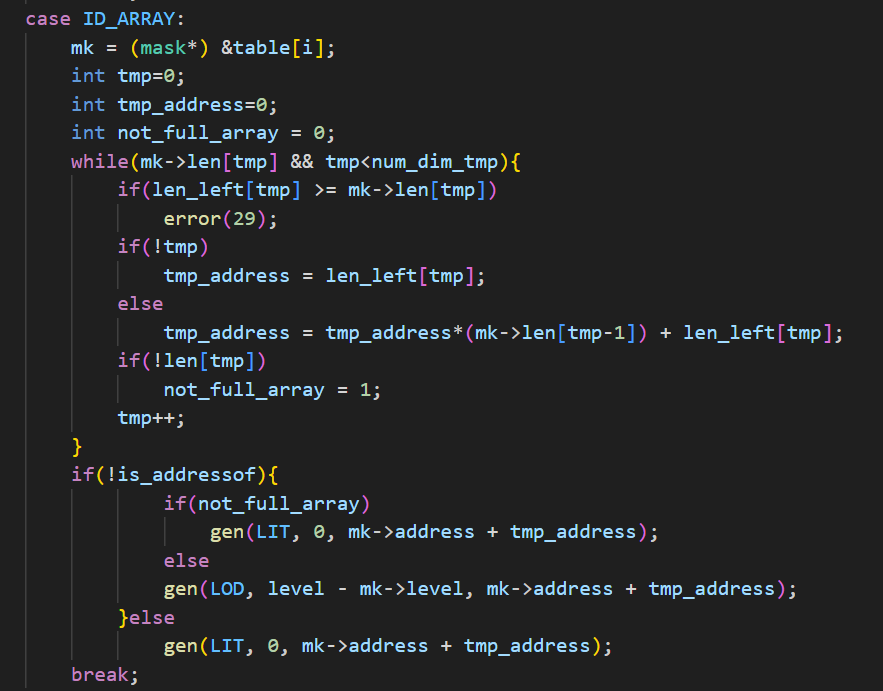 case ID_ARRAY:
    mk = (mask*) &table[i];
    int tmp=0;
    int tmp_address=0;
    int not_full_array = 0;
    while(mk->len[tmp] && tmp<num_dim_tmp){
        if(len_left[tmp] >= mk->len[tmp])
            error(29);
        if(!tmp)
            tmp_address = len_left[tmp];
        else
            tmp_address = tmp_address*(mk->len[tmp-1]) + len_left[tmp];
        if(!len[tmp])
            not_full_array = 1;
        tmp++;
    }
    if(!is_addressof){
            if(not_full_array)
                gen(LIT, 0, mk->address + tmp_address);
            else
            gen(LOD, level - mk->level, mk->address + tmp_address);
        }else
            gen(LIT, 0, mk->address + tmp_address);
    break;